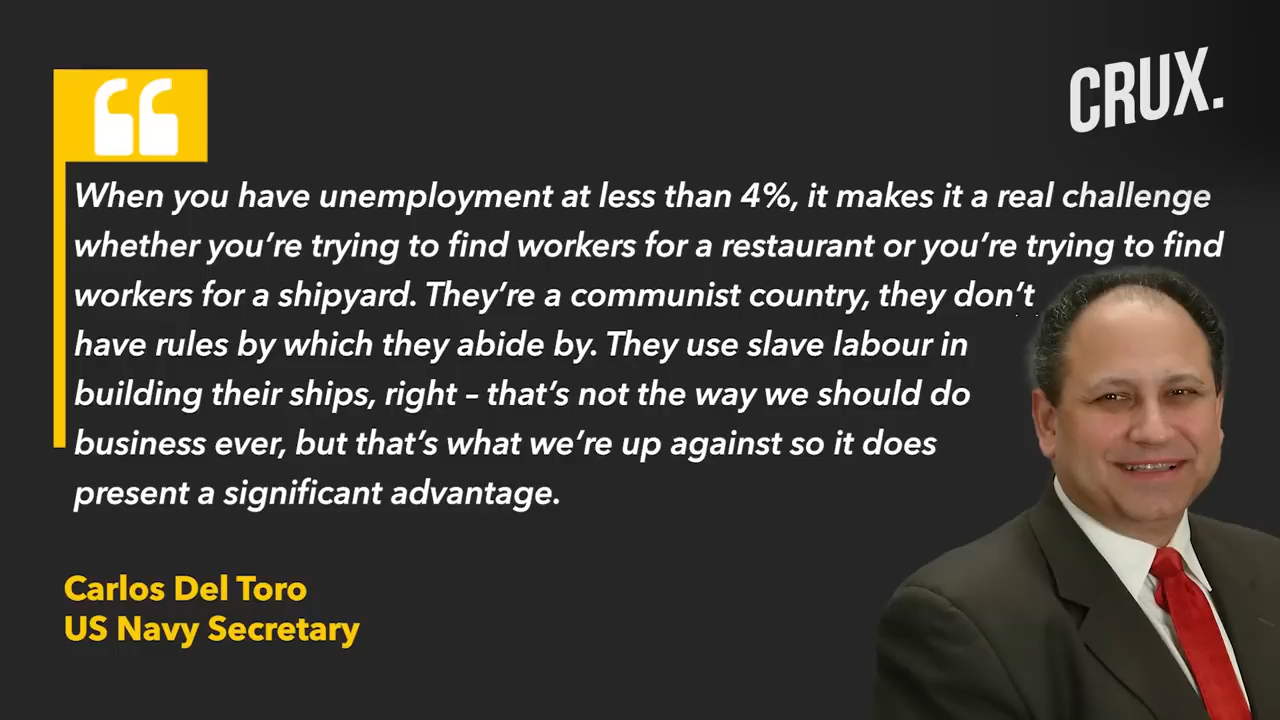 CRUX.
When you have unemployment at less than 4%, it makes it a real challenge
whether you're trying to find workers for a restaurant or you're trying to find
workers for a shipyard. They're a communist country, they don't
have rules by which they abide by. They use slave labour in
building their ships, right – that's not the way we should do
business ever, but that's what we're up against so it does
present a significant advantage.
Carlos Del Toro
US Navy Secretary